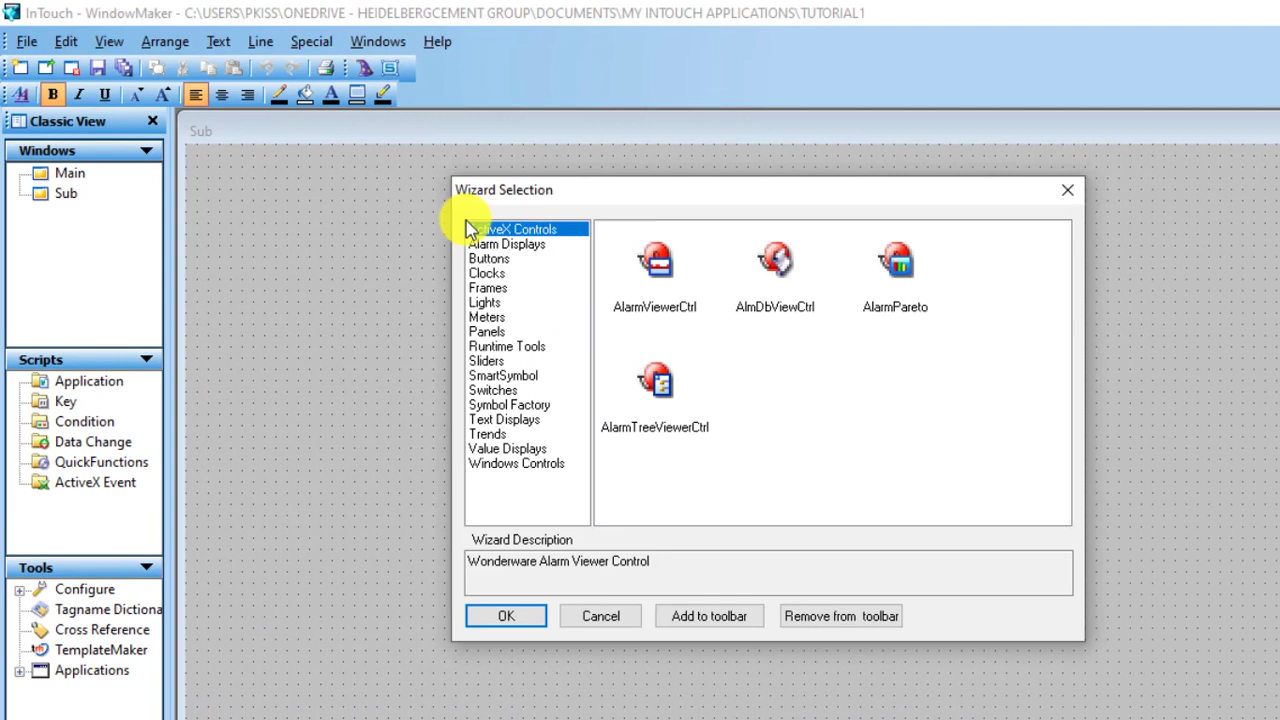 InTouch - WindowMaker - C:\USERS\PKISS\ONEDRIVE - HEIDELBERGCEMENT GROUP\DOCUMENTS\MY INTOUCH APPLICATIONS\TUTORIAL1
File Edit View Arrange Text Line Special Windows Help
B I U A A A
Classic View
Sub
Windows
Main
Sub
Scripts
Application
Key
Condition
Data Change
QuickFunctions
ActiveX Event
Tools
Configure
Tagname Dictiona
Cross Reference
TemplateMaker
Applications
Wizard Selection
ctiveX Controls
Alarm Displays
Buttons
Clocks
Frames
Lights
Meters
Panels
Runtime Tools
Sliders
SmartSymbol
Switches
Symbol Factory
Text Displays
Trends
Value Displays
Windows Controls
AlarmViewerCtrl AlmDbViewCtrl AlarmPareto
AlarmTreeViewerCtrl
Wizard Description
Wonderware Alarm Viewer Control
OK Cancel Add to toolbar Remove from toolbar